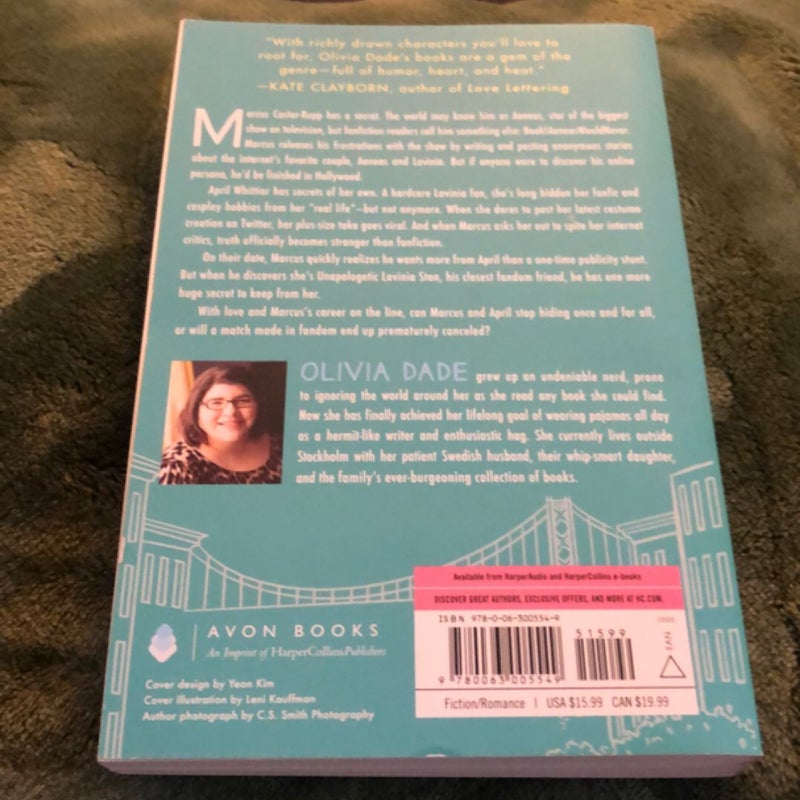 "With richly drawn characters you'll love to
root for, Olivia Dade's books are a gem of the
genre—full of humor, heart, and heat."
—KATE CLAYBORN, author of Love Lettering
Marcus Caster-Rupp has a secret. The world may know him as Aeneas, star of the biggest
show on television, but fanfiction readers call him something else: Book!AeneasWouldNever.
Marcus releases his frustrations with the show by writing and posting anonymous stories
about the internet's favorite couple, Aeneas and Lavinia. But if anyone were to discover his online
persona, he'd be finished in Hollywood.
April Whittier has secrets of her own. A hardcore Lavinia fan, she's long hidden her fanfic and
cosplay hobbies from her "real life"—but not anymore. When she dares to post her latest costume
creation on Twitter, her plus-size take goes viral. And when Marcus asks her out to spite her internet
critics, truth officially becomes stranger than fanfiction.
On their date, Marcus quickly realizes he wants more from April than a one-time publicity stunt.
But when he discovers she's Unapologetic Lavinia Stan, his closest fandom friend, he has one more
huge secret to keep from her.
With love and Marcus's career on the line, can Marcus and April stop hiding once and for all,
or will a match made in fandom end up prematurely canceled?
OLIVIA DADE grew up an undeniable nerd, prone
to ignoring the world around her as she read any book she could find.
Now she has finally achieved her lifelong goal of wearing pajamas all day
as a hermit-like writer and enthusiastic hag. She currently lives outside
Stockholm with her patient Swedish husband, their whip-smart daughter,
and the family's ever-burgeoning collection of books.
Available from HarperAudio and HarperCollins e-books
DISCOVER GREAT AUTHORS, EXCLUSIVE OFFERS, AND MORE AT HC.COM.
ISBN 978-0-06-300554-9
51599
1020
EAN
9 780063 005549
Fiction/Romance | USA $15.99 CAN $19.99
AVON BOOKS
An Imprint of HarperCollinsPublishers
Cover design by Yeon Kim
Cover illustration by Leni Kauffman
Author photograph by C.S. Smith Photography